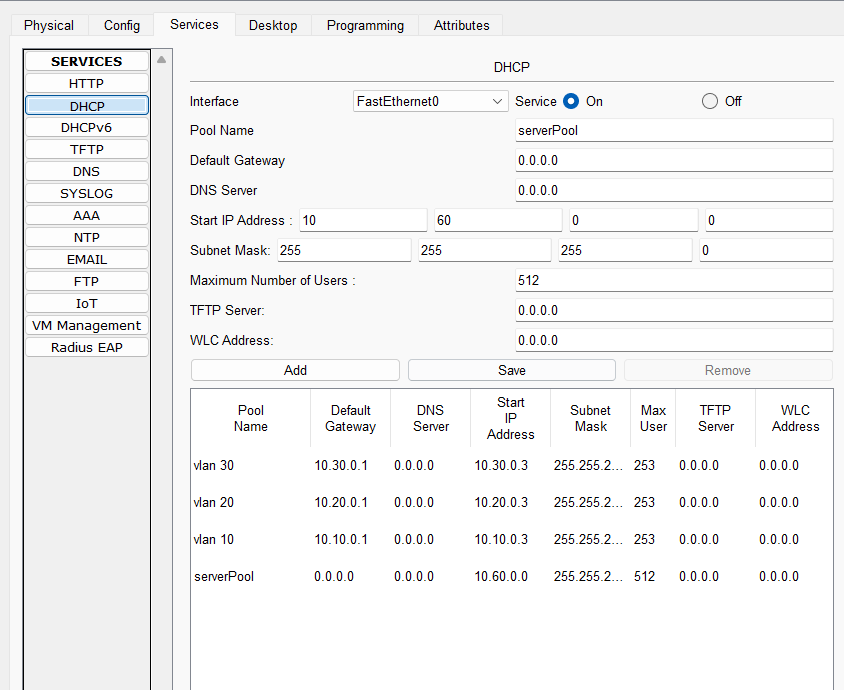 Physical Config Services Desktop Programming Attributes
SERVICES
HTTP
DHCP
DHCPv6
TFTP
DNS
SYSLOG
AAA
NTP
EMAIL
FTP
IoT
VM Management
Radius EAP
DHCP
Interface FastEthernet0 Service On Off
Pool Name serverPool
Default Gateway 0.0.0.0
DNS Server 0.0.0.0
Start IP Address : 10 60 0 0
Subnet Mask: 255 255 255 0
Maximum Number of Users : 512
TFTP Server: 0.0.0.0
WLC Address: 0.0.0.0
Add Save Remove
Pool Name Default Gateway DNS Server Start IP Address Subnet Mask Max User TFTP Server WLC Address
vlan 30 10.30.0.1 0.0.0.0 10.30.0.3 255.255.2... 253 0.0.0.0 0.0.0.0
vlan 20 10.20.0.1 0.0.0.0 10.20.0.3 255.255.2... 253 0.0.0.0 0.0.0.0
vlan 10 10.10.0.1 0.0.0.0 10.10.0.3 255.255.2... 253 0.0.0.0 0.0.0.0
serverPool 0.0.0.0 0.0.0.0 10.60.0.0 255.255.2... 512 0.0.0.0 0.0.0.0